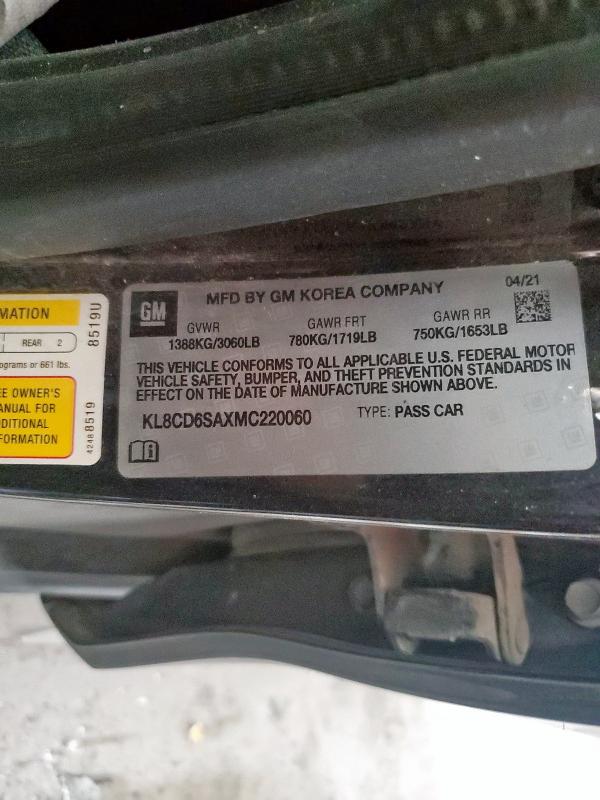 MATION
REAR 2
ograms or 661 lbs.
EE OWNER'S
ANUAL FOR
DDITIONAL
FORMATION
8519U
42488519
GM
MFD BY GM KOREA COMPANY
04/21
GVWR
GAWR FRT
GAWR RR
1388KG/3060LB
780KG/1719LB
750KG/1653LB
THIS VEHICLE CONFORMS TO ALL APPLICABLE U.S. FEDERAL MOTOR
VEHICLE SAFETY, BUMPER, AND THEFT PREVENTION STANDARDS IN
EFFECT ON THE DATE OF MANUFACTURE SHOWN ABOVE.
KL8CD6SAXMC220060
TYPE: PASS CAR